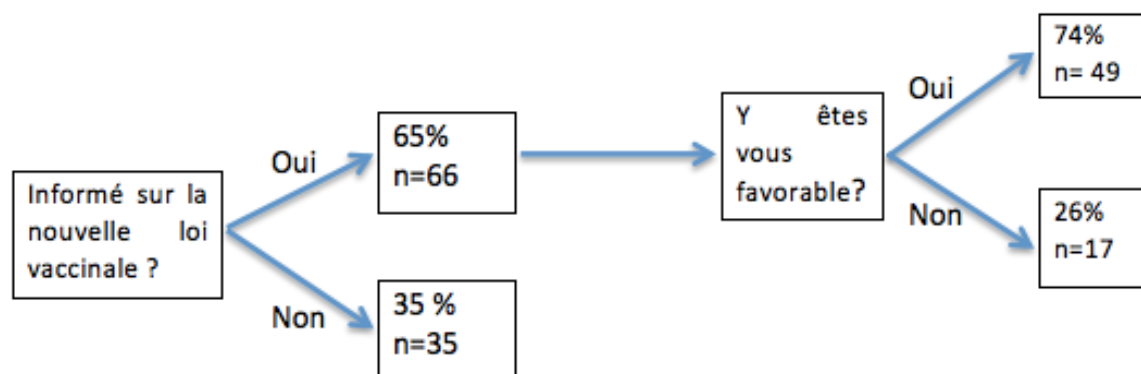 Informé sur la
nouvelle loi
vaccinale ?
Oui
65%
n=66
Non
35 %
n=35
Y êtes
vous
favorable?
Oui
74%
n= 49
Non
26%
n=17